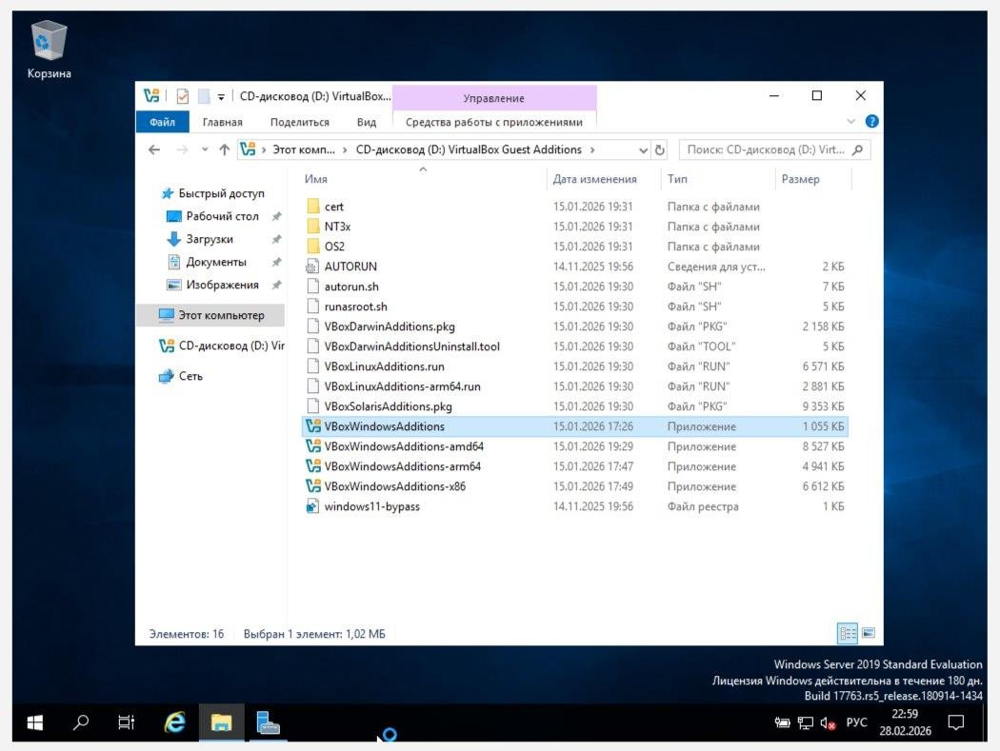 Корзина
CD-дисковод (D:) VirtualBox...
Управление
Файл
Главная
Поделиться
Вид
Средства работы с приложениями
Этот комп... CD-дисковод (D:) VirtualBox Guest Additions
Поиск: CD-дисковод (D:) Virt...
Быстрый доступ
Рабочий стол
Загрузки
Документы
Изображения
Этот компьютер
CD-дисковод (D:) Vir
Сеть
Имя Дата изменения Тип Размер
cert 15.01.2026 19:31 Папка с файлами
NT3x 15.01.2026 19:31 Папка с файлами
OS2 15.01.2026 19:31 Папка с файлами
AUTORUN 14.11.2025 19:56 Сведения для уст... 2 КБ
autorun.sh 15.01.2026 19:30 Файл "SH" 7 КБ
runasroot.sh 15.01.2026 19:30 Файл "SH" 5 КБ
VBoxDarwinAdditions.pkg 15.01.2026 19:30 Файл "PKG" 2 158 КБ
VBoxDarwinAdditionsUninstall.tool 15.01.2026 19:30 Файл "TOOL" 5 КБ
VBoxLinuxAdditions.run 15.01.2026 19:30 Файл "RUN" 6 571 КБ
VBoxLinuxAdditions-arm64.run 15.01.2026 19:30 Файл "RUN" 2 881 КБ
VBoxSolarisAdditions.pkg 15.01.2026 19:30 Файл "PKG" 9 353 КБ
VBoxWindowsAdditions 15.01.2026 17:26 Приложение 1 055 КБ
VBoxWindowsAdditions-amd64 15.01.2026 19:29 Приложение 8 527 КБ
VBoxWindowsAdditions-arm64 15.01.2026 17:47 Приложение 4 941 КБ
VBoxWindowsAdditions-x86 15.01.2026 17:49 Приложение 6 612 КБ
windows11-bypass 14.11.2025 19:56 Файл реестра 1 КБ
Элементов: 16 Выбран 1 элемент: 1,02 МБ
Windows Server 2019 Standard Evaluation
Лицензия Windows действительна в течение 180 дн.
Build 17763.rs5_release.180914-1434
РУС
22:59
28.02.2026